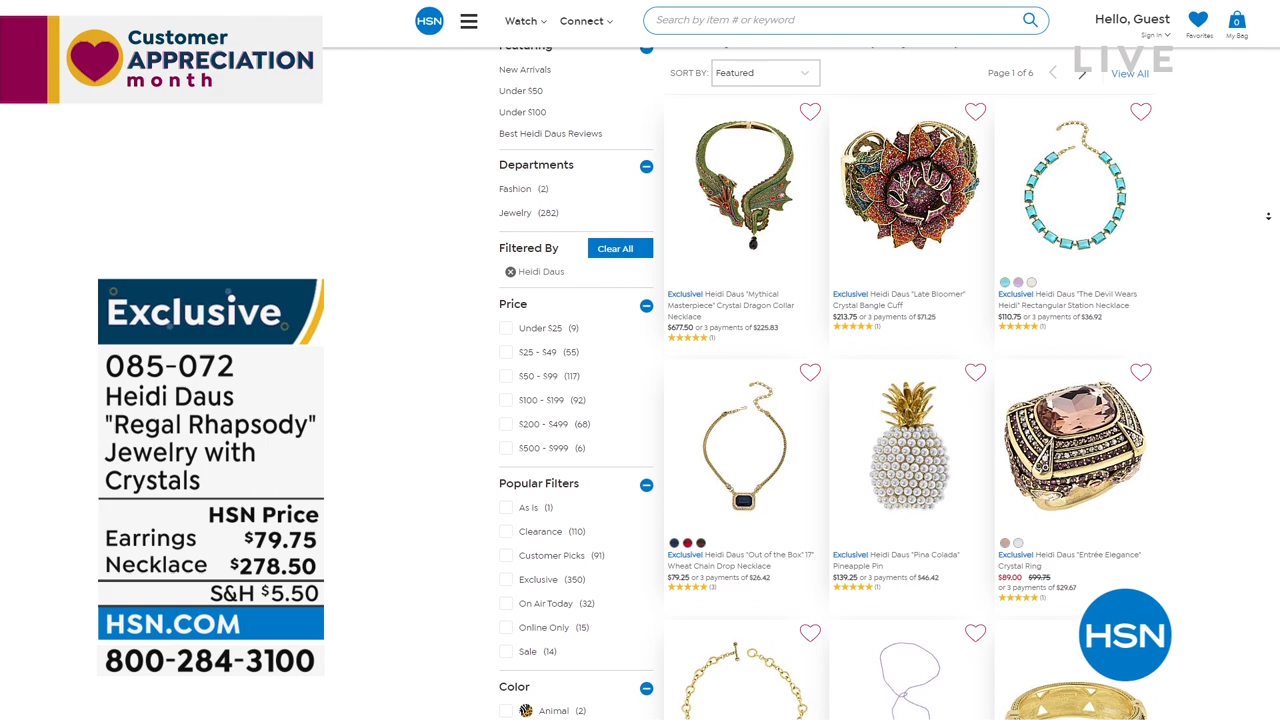 Customer
APPRECIATION
month
HSN
Watch
Connect
Search by item # or keyword
Hello, Guest
Sign in
Favorites
0
My Bag
LIVE
Featuring
New Arrivals
Under $50
Under $100
Best Heidi Daus Reviews
Departments
Fashion (2)
Jewelry (282)
Filtered By
Clear All
Heidi Daus
Price
Under $25 (9)
$25 - $49 (55)
$50 - $99 (117)
$100 - $199 (92)
$200 - $499 (68)
$500 - $999 (6)
Popular Filters
As Is (1)
Clearance (110)
Customer Picks (91)
Exclusive (350)
On Air Today (32)
Online Only (15)
Sale (14)
Color
Animal (2)
SORT BY: Featured
Page 1 of 6
View All
Exclusive! Heidi Daus "Mythical
Masterpiece" Crystal Dragon Collar
Necklace
$677.50 or 3 payments of $225.83
(1)
Exclusive! Heidi Daus "Late Bloomer"
Crystal Bangle Cuff
$213.75 or 3 payments of $71.25
(1)
Exclusive! Heidi Daus "The Devil Wears
Heidi" Rectangular Station Necklace
$110.75 or 3 payments of $36.92
(1)
Exclusive! Heidi Daus "Out of the Box" 17"
Wheat Chain Drop Necklace
$79.25 or 3 payments of $26.42
(3)
Exclusive! Heidi Daus "Pina Colada"
Pineapple Pin
$139.25 or 3 payments of $46.42
(1)
Exclusive! Heidi Daus "Entrée Elegance"
Crystal Ring
$89.00 $99.75
or 3 payments of $29.67
(1)
Exclusive
085-072
Heidi Daus
"Regal Rhapsody"
Jewelry with
Crystals
HSN Price
Earrings $79.75
Necklace $278.50
S&H $5.50
HSN.COM
800-284-3100
HSN